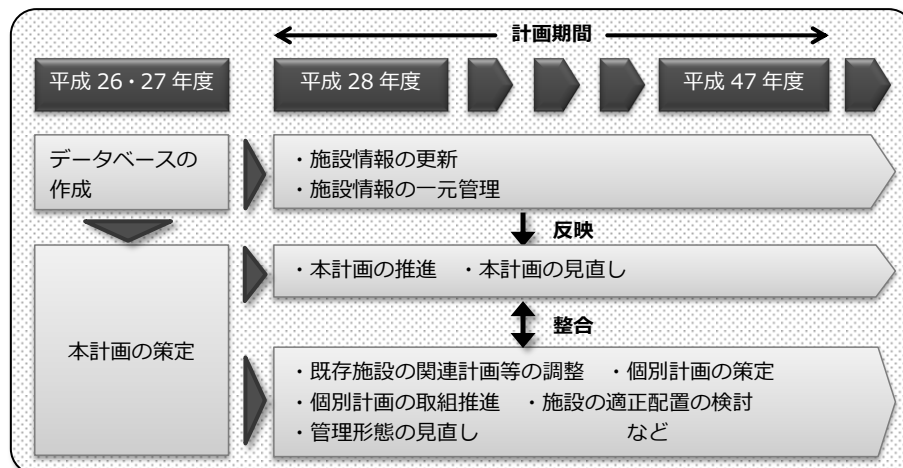 計画期間
平成 26・27 年度
平成 28 年度
平成 47 年度
データベースの
作成
・施設情報の更新
・施設情報の一元管理
反映
本計画の策定
・本計画の推進 ・本計画の見直し
整合
・既存施設の関連計画等の調整 ・個別計画の策定
・個別計画の取組推進 ・施設の適正配置の検討
・管理形態の見直し など